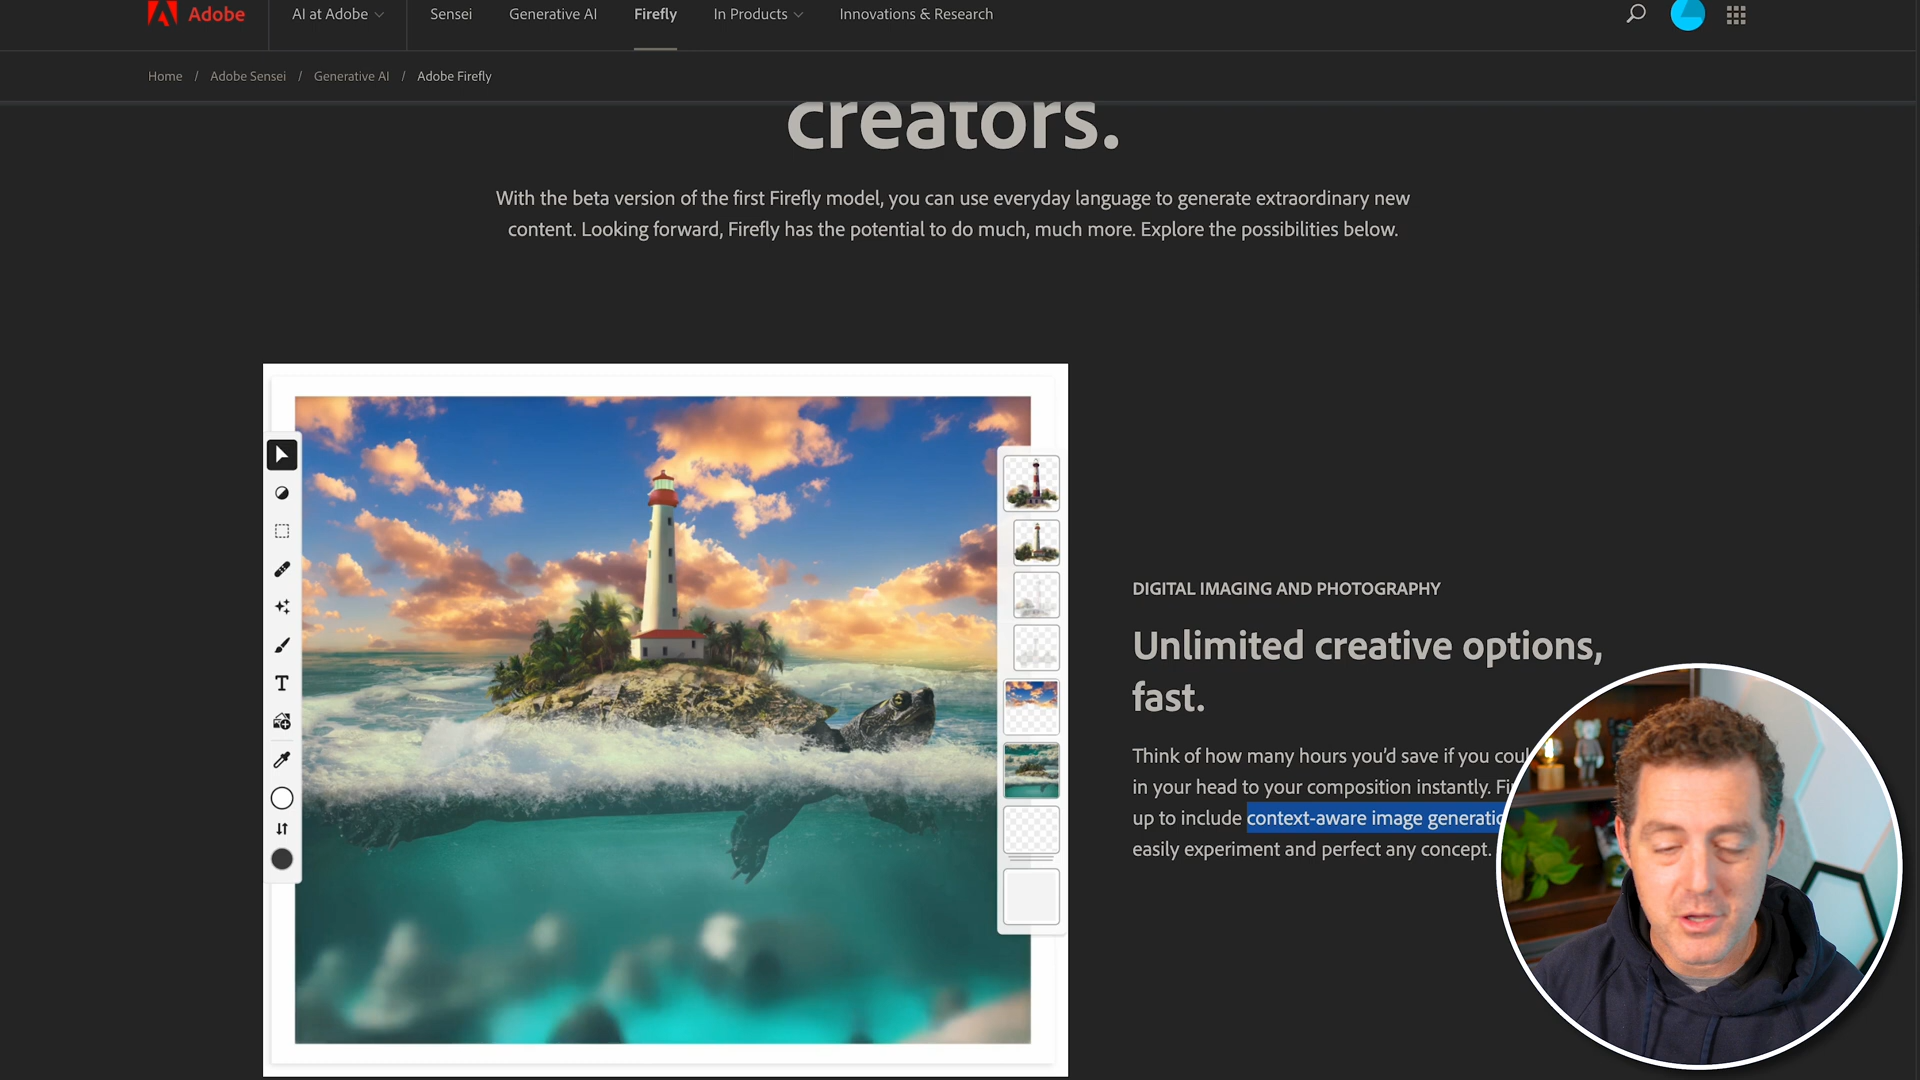 Adobe
AI at Adobe
Sensei
Generative AI
Firefly
In Products
Innovations & Research
Home / Adobe Sensei / Generative AI / Adobe Firefly
creators.
With the beta version of the first Firefly model, you can use everyday language to generate extraordinary new
content. Looking forward, Firefly has the potential to do much, much more. Explore the possibilities below.
T
DIGITAL IMAGING AND PHOTOGRAPHY
Unlimited creative options,
fast.
Think of how many hours you'd save if you
in your head to your composition instantly.
up to include context-aware image
easily experiment and perfect any concept.